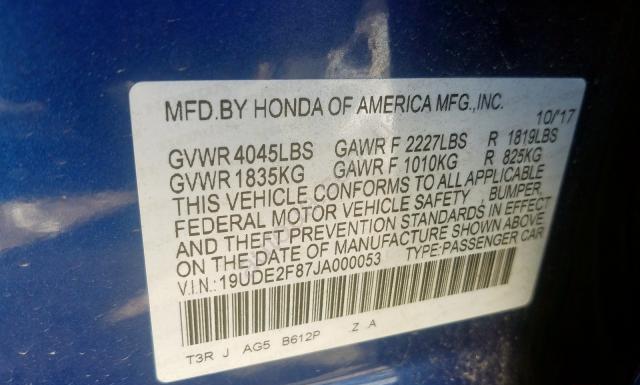 MFD.BY HONDA OF AMERICA MFG.,INC.
10/17
GVWR 4045LBS GAWR F 2227LBS R 1819LBS
GVWR 1835KG GAWR F 1010KG R 825KG
THIS VEHICLE CONFORMS TO ALL APPLICABLE
FEDERAL MOTOR VEHICLE SAFETY , BUMPER,
AND THEFT PREVENTION STANDARDS IN EFFECT
ON THE DATE OF MANUFACTURE SHOWN ABOVE
V.I.N.:19UDE2F87JA000053 TYPE:PASSENGER CAR
T3R J AG5 B612P Z A